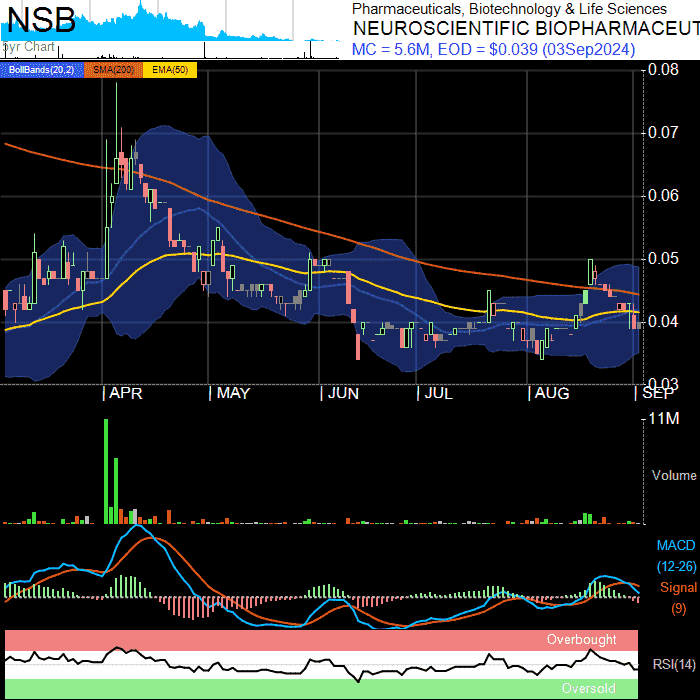 NSB
5yr Chart
Pharmaceuticals, Biotechnology & Life Sciences
NEUROSCIENTIFIC BIOPHARMACEUT
MC = 5.6M, EOD = $0.039 (03Sep2024)
BollBands(20,2) SMA(200) EMA(50)
0.08
0.07
0.06
0.05
0.04
0.03
APR MAY JUN JUL AUG SEP
11M
Volume
MACD
(12-26)
Signal
(9)
Overbought
RSI(14)
Oversold